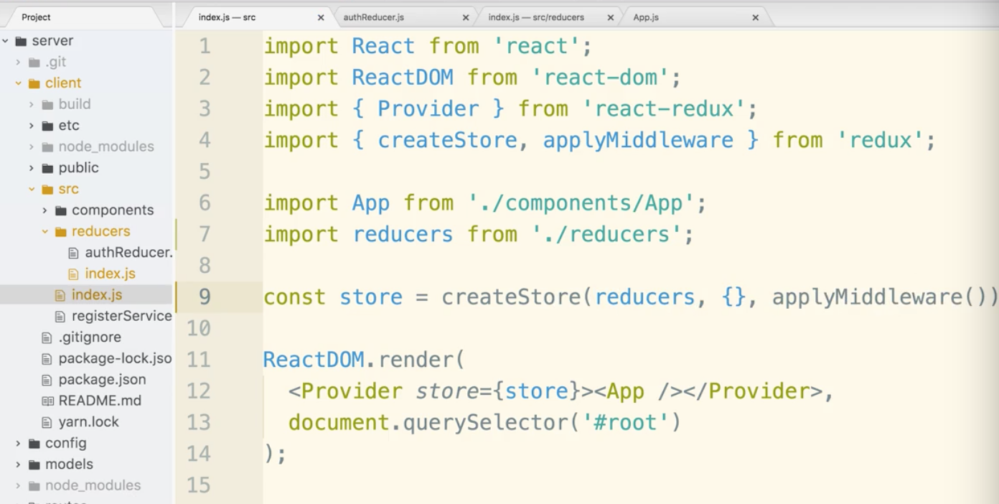 Project
index.js — src
authReducer.js
index.js — src/reducers
App.js
server
.git
client
build
etc
node_modules
public
src
components
reducers
authReducer.
index.js
index.js
registerService
.gitignore
package-lock.jso
package.json
README.md
yarn.lock
config
models
node_modules
1 import React from 'react';
2 import ReactDOM from 'react-dom';
3 import { Provider } from 'react-redux';
4 import { createStore, applyMiddleware } from 'redux';
5
6 import App from './components/App';
7 import reducers from './reducers';
8
9 const store = createStore(reducers, {}, applyMiddleware())
10
11 ReactDOM.render(
12 <Provider store={store}><App /></Provider>,
13 document.querySelector('#root')
14 );
15